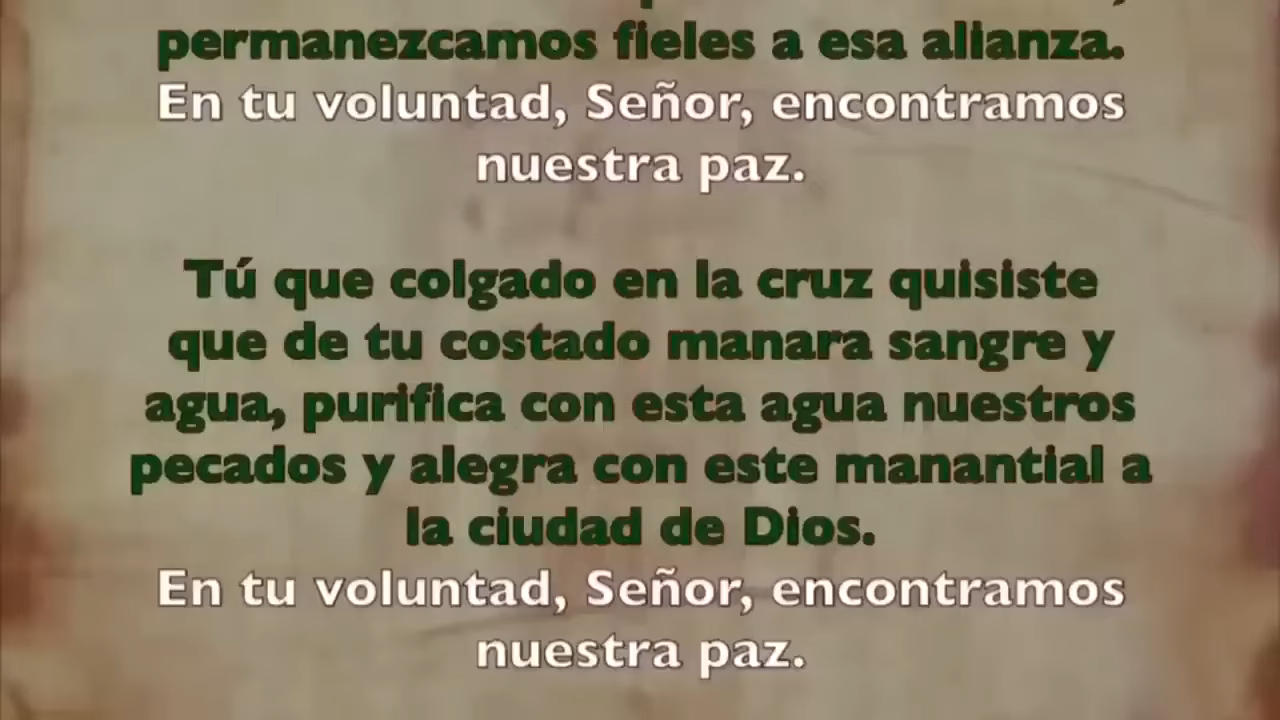 permanezcamos fieles a esa alianza.
En tu voluntad, Señor, encontramos
nuestra paz.
Tú que colgado en la cruz quisiste
que de tu costado manara sangre y
agua, purifica con esta agua nuestros
pecados y alegra con este manantial a
la ciudad de Dios.
En tu voluntad, Señor, encontramos
nuestra paz.